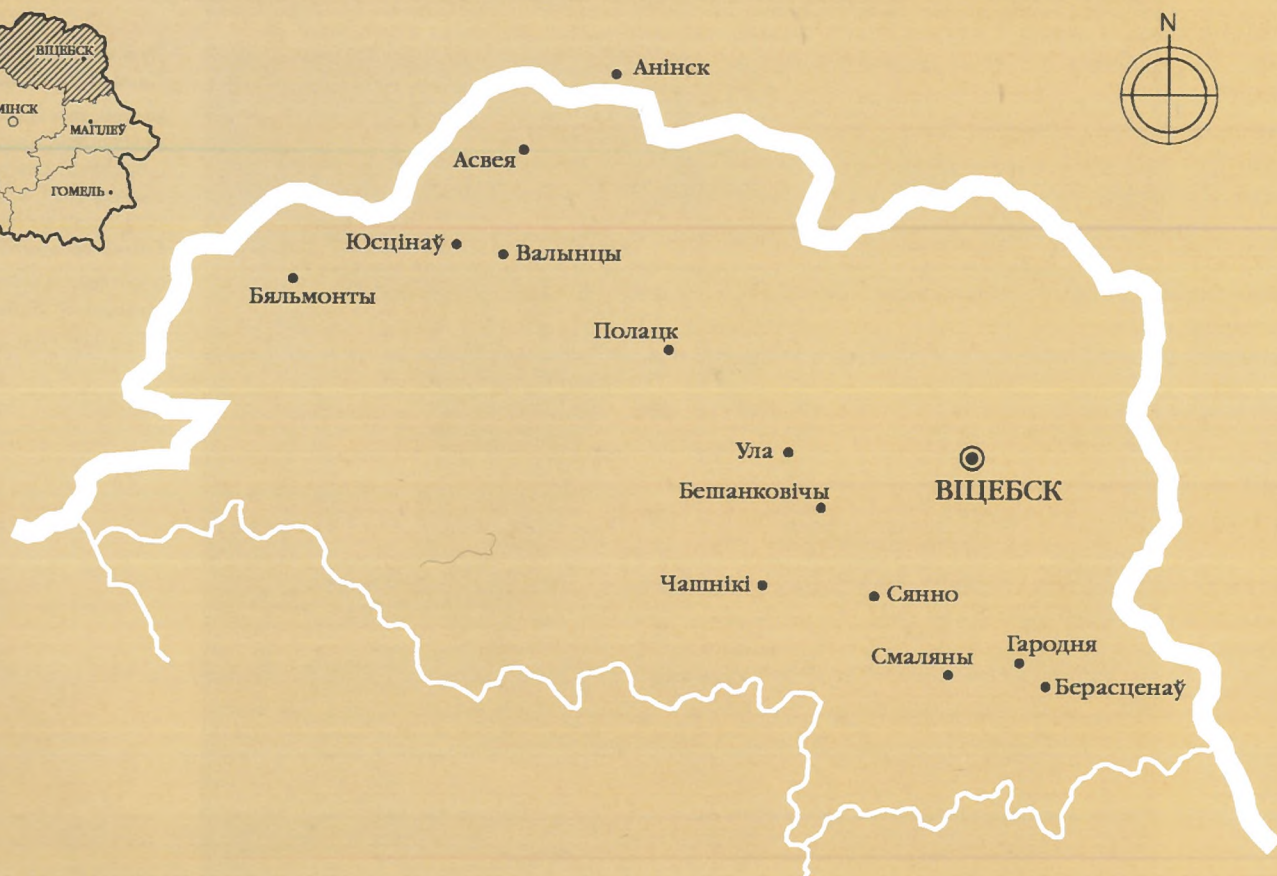 ВІЦЕБСК
МІНСК
МАГІЛЕЎ
ГОМЕЛЬ
N
Анінск
Асвея
Юсцінаў
Валынцы
Бяльмонты
Полацк
Ула
ВІЦЕБСК
Бешанковічы
Чашнікі
Сянно
Гародня
Смаляны
Берасценаў